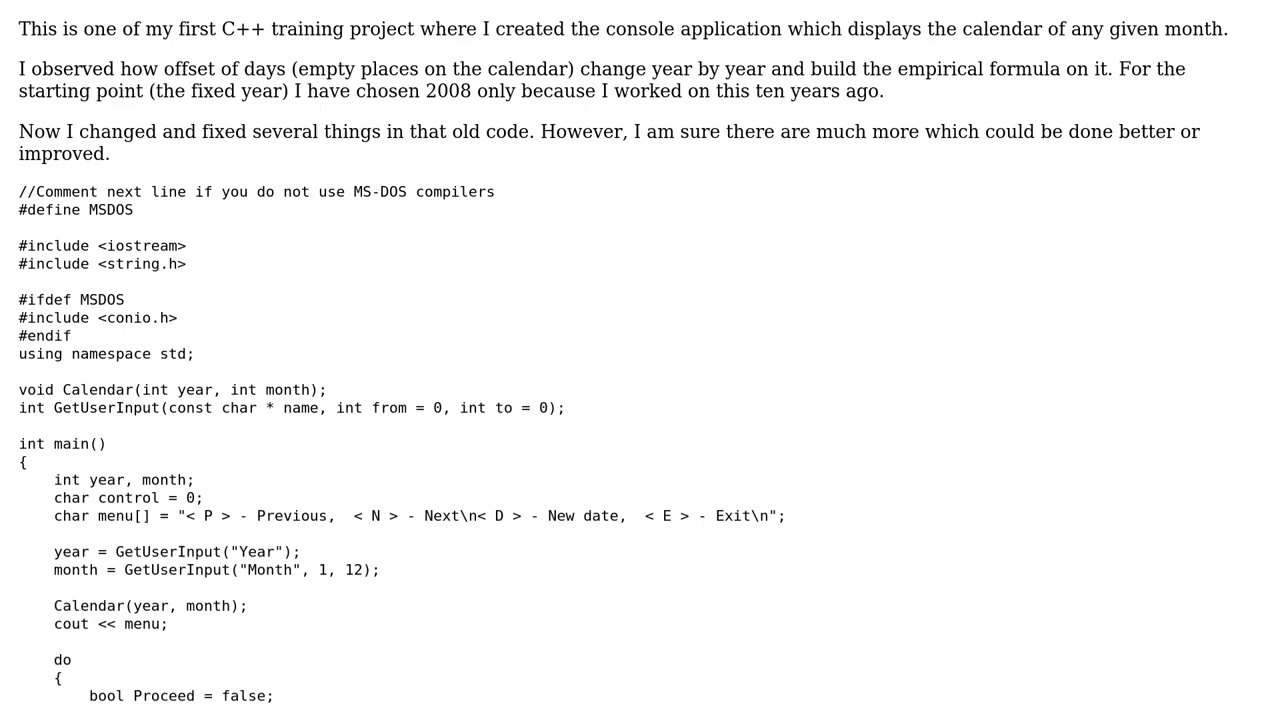 This is one of my first C++ training project where I created the console application which displays the calendar of any given month.
I observed how offset of days (empty places on the calendar) change year by year and build the empirical formula on it. For the
starting point (the fixed year) I have chosen 2008 only because I worked on this ten years ago.
Now I changed and fixed several things in that old code. However, I am sure there are much more which could be done better or
improved.
//Comment next line if you do not use MS-DOS compilers
#define MSDOS

#include <iostream>
#include <string.h>

#ifdef MSDOS
#include <conio.h>
#endif
using namespace std;

void Calendar(int year, int month);
int GetUserInput(const char * name, int from = 0, int to = 0);

int main()
{
    int year, month;
    char control = 0;
    char menu[] = "< P > - Previous,  < N > - Next\n< D > - New date,  < E > - Exit\n";

    year = GetUserInput("Year");
    month = GetUserInput("Month", 1, 12);

    Calendar(year, month);
    cout << menu;

    do
    {
        bool Proceed = false;